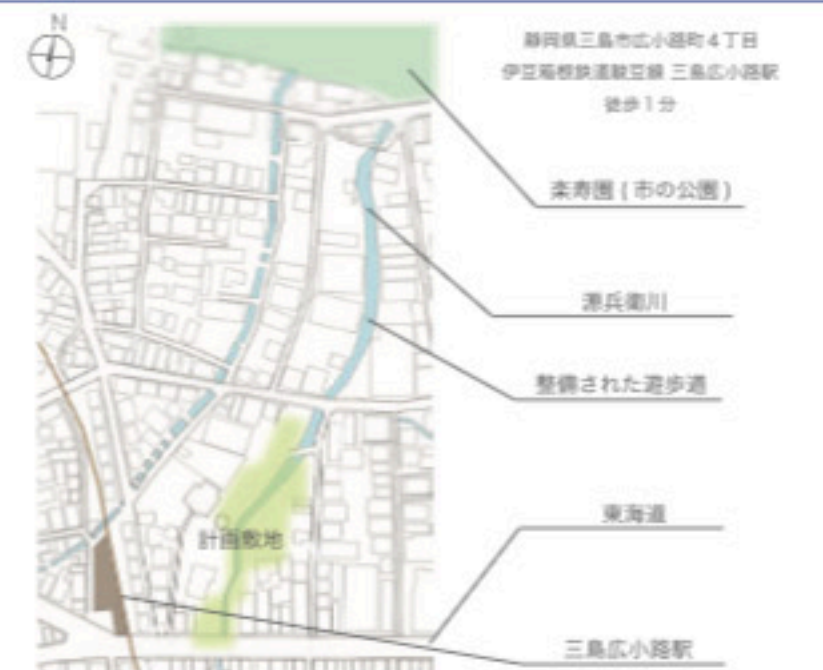 N
静岡県三島市広小路町4丁目
伊豆箱根鉄道駿豆線 三島広小路駅
徒歩1分
楽寿園(市の公園)
源兵衛川
整備された遊歩道
東海道
計画敷地
三島広小路駅